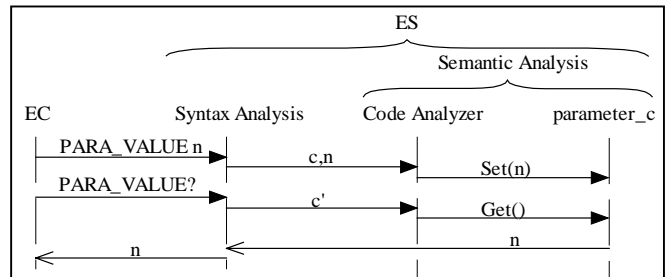 ES
Semantic Analysis
EC Syntax Analysis Code Analyzer parameter_c
PARA_VALUE n
c,n
Set(n)
PARA_VALUE?
c'
Get()
n
n